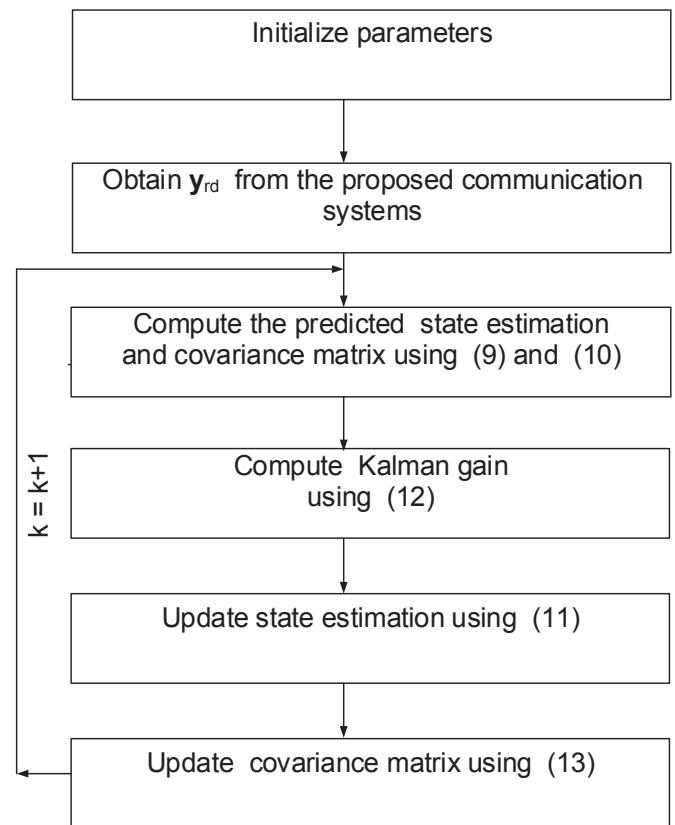 Initialize parameters
Obtain yrd from the proposed communication
systems
Compute the predicted state estimation
and covariance matrix using (9) and (10)
Compute Kalman gain
using (12)
k = k+1
Update state estimation using (11)
Update covariance matrix using (13)